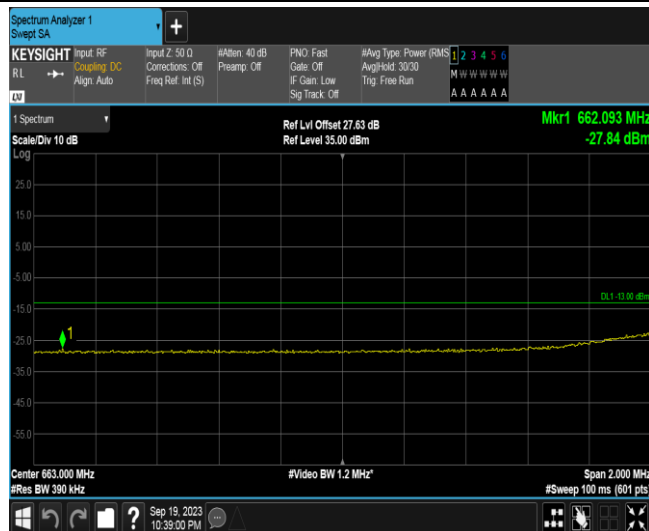 Spectrum Analyzer 1
Swept SA
+
KEYSIGHT
RL
LXI
Input: RF
Coupling: DC
Align: Auto
Input Z: 50 Ω
Corrections: Off
Freq Ref: Int (S)
#Atten: 40 dB
Preamp: Off
PNO: Fast
Gate: Off
IF Gain: Low
Sig Track: Off
#Avg Type: Power (RMS
Avg|Hold: 30/30
Trig: Free Run
1 2 3 4 5 6
M W W W W W
A A A A A A
1 Spectrum
Scale/Div 10 dB
Ref Lvl Offset 27.63 dB
Ref Level 35.00 dBm
Mkr1 662.093 MHz
-27.84 dBm
Log
25.0
15.0
5.00
-5.00
DL1 -13.00 dBm
-15.0
1
-25.0
-35.0
-45.0
-55.0
Center 663.000 MHz
#Video BW 1.2 MHz*
Span 2.000 MHz
#Res BW 390 kHz
#Sweep 100 ms (601 pts)
?
Sep 19, 2023
10:39:00 PM